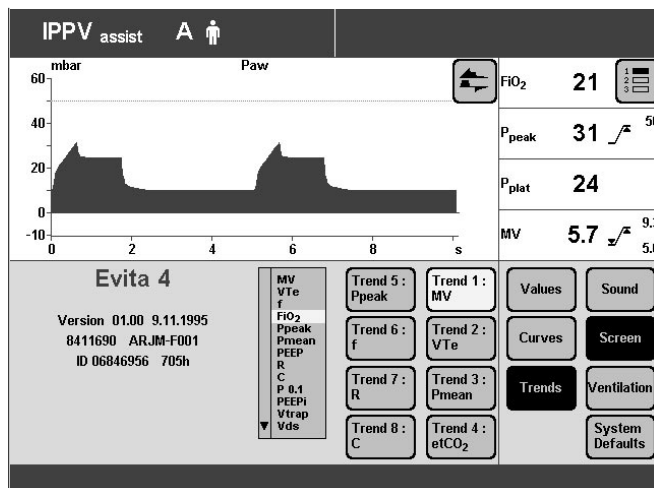 IPPV assist A
mbar Paw
60
40
20
0
-10
0 2 4 6 8 s
FiO2 21
1
2
3
Ppeak 31 50
Pplat 24
MV 5.7
Evita 4
Version 01.00 9.11.1995
8411690 ARJM-F001
ID 06846956 705h
MV
VTe
f
FiO2
Ppeak
Pmean
PEEP
R
C
P 0.1
PEEPi
Vtrap
Vds
Trend 5 :
Ppeak
Trend 1 :
MV
Trend 6 :
f
Trend 2 :
VTe
Trend 7 :
R
Trend 3 :
Pmean
Trend 8 :
C
Trend 4 :
etCO2
Values
Sound
Curves
Screen
Trends
Ventilation
System
Defaults